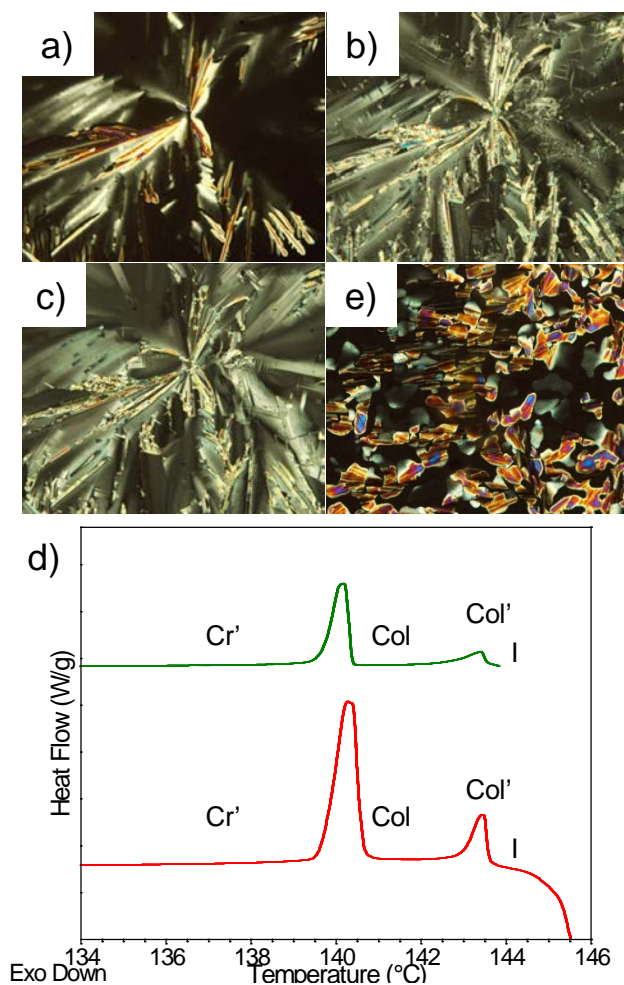 a)
b)
c)
e)
d)
Col'
Cr'
Col
I
Col'
Cr'
Col
I
Heat Flow (W/g)
134 136 138 140 142 144 146
Exo Down
Temperature (°C)